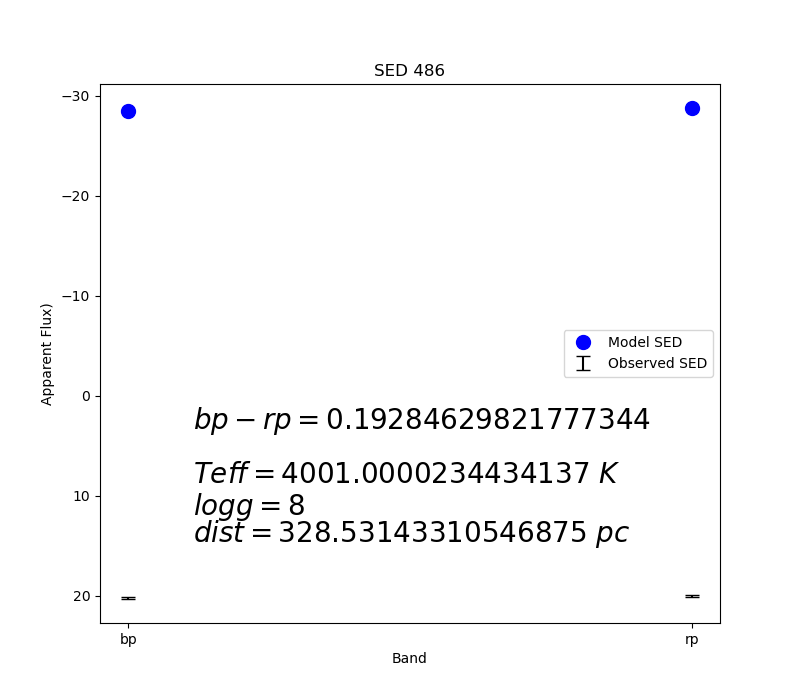 SED 486
−30
−20
−10
0
10
20
Apparent Flux)
Model SED
Observed SED
bp − rp = 0.19284629821777344
Teff = 4001.0000234434137 K
logg = 8
dist = 328.53143310546875 pc
bp
rp
Band